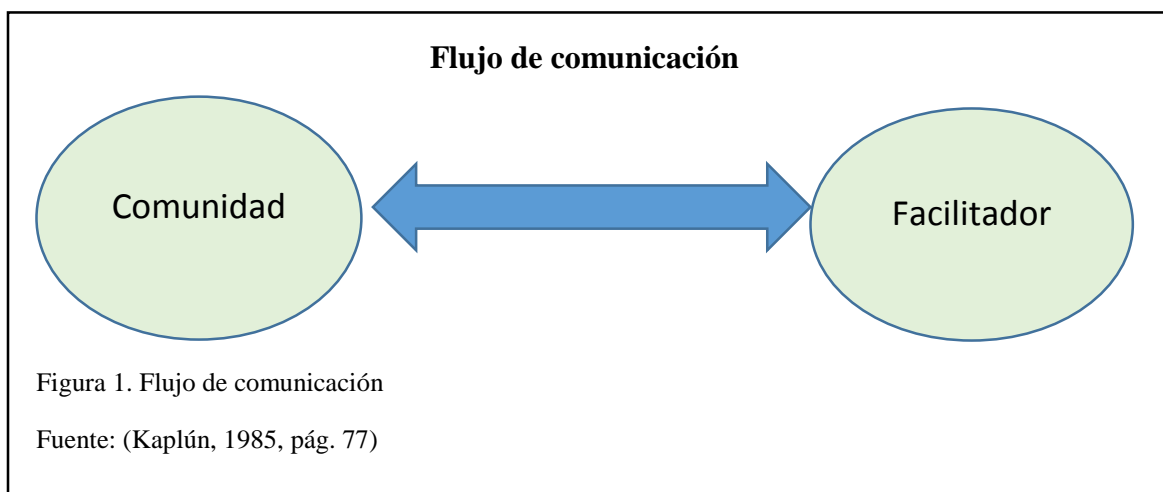 Flujo de comunicación
Comunidad
Facilitador
Figura 1. Flujo de comunicación
Fuente: (Kaplún, 1985, pág. 77)